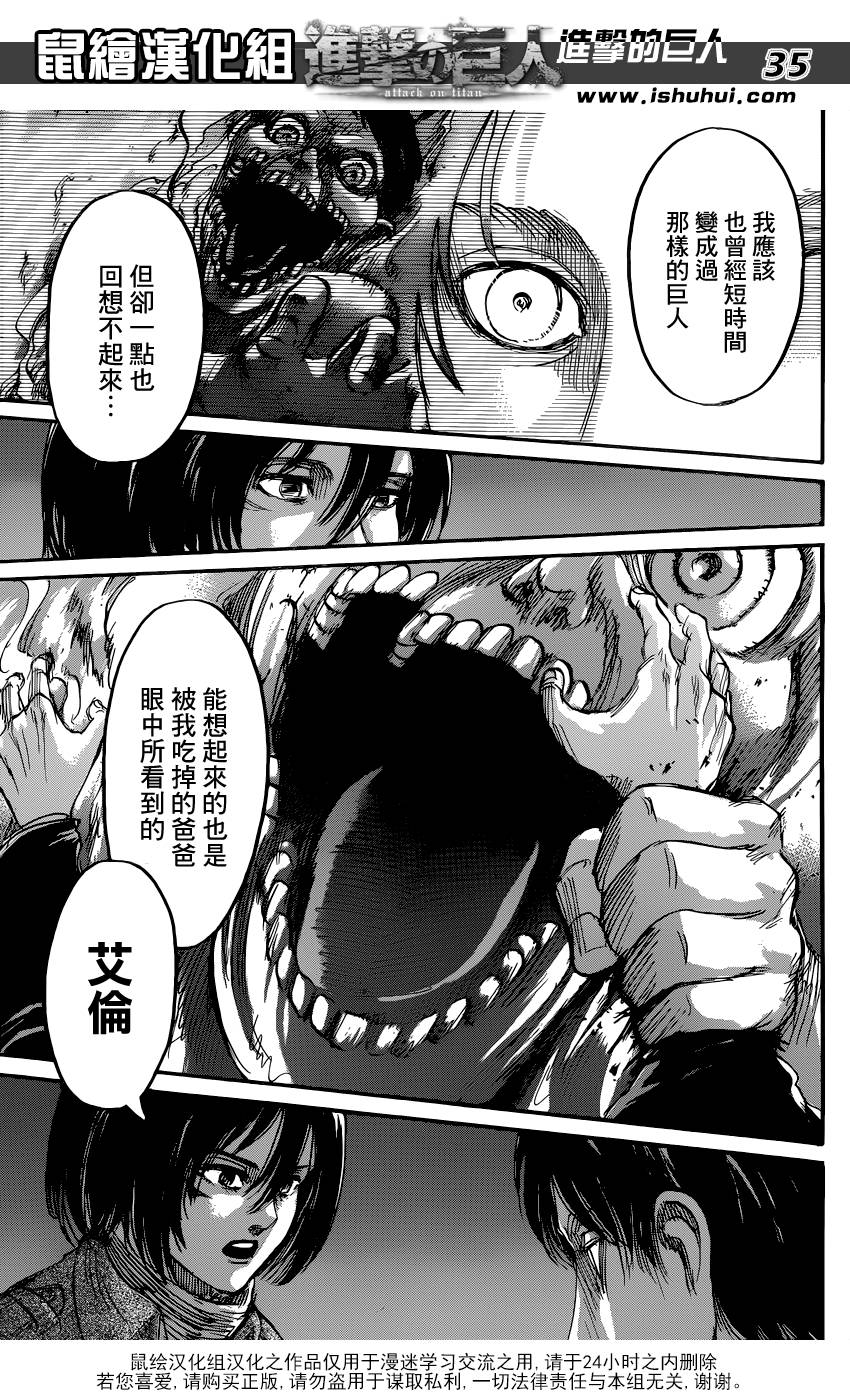 鼠繪漢化組
進撃の巨人
attack on titan
進擊的巨人
35
www.ishuhui.com
我應該
也曾經短時間
變成過
那樣的巨人
但卻一點也
回想不起來…
能想起來的也是
被我吃掉的爸爸
眼中所看到的
艾倫
鼠绘汉化组汉化之作品仅用于漫迷学习交流之用, 请于24小时之内删除
若您喜爱, 请购买正版, 请勿盗用于谋取私利, 一切法律责任与本组无关, 谢谢.